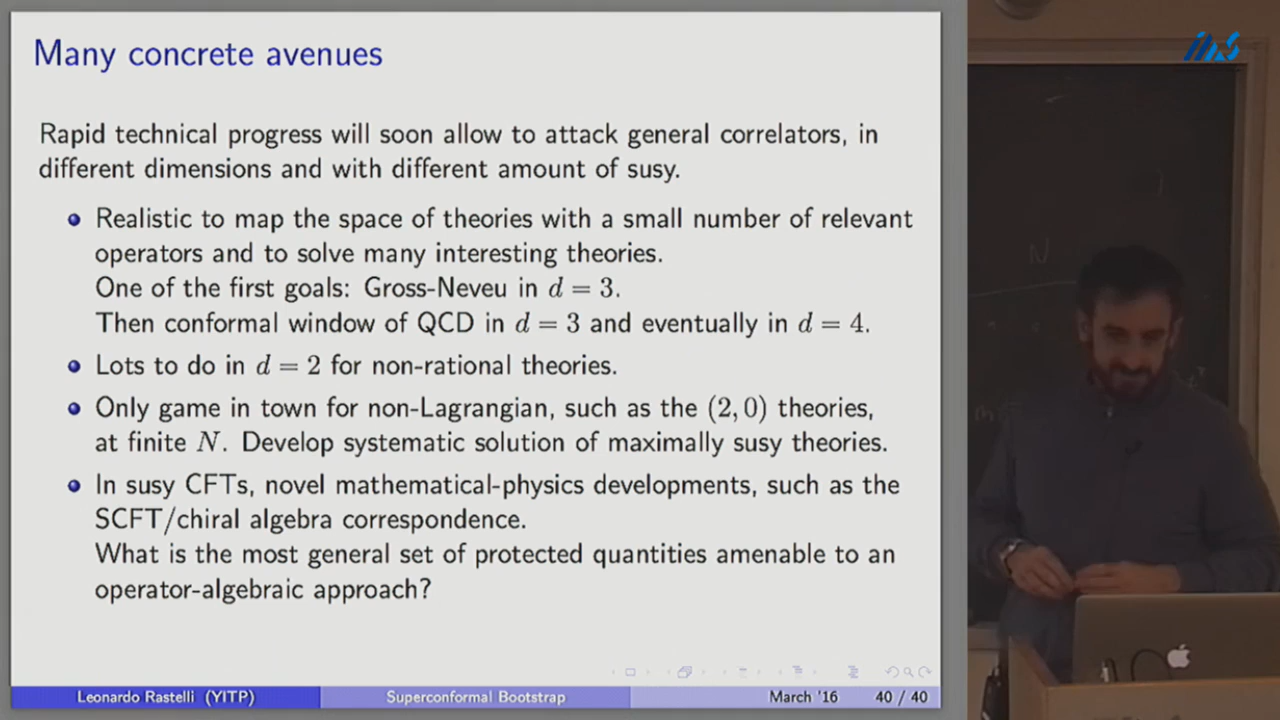 Many concrete avenues
Rapid technical progress will soon allow to attack general correlators, in
different dimensions and with different amount of susy.
Realistic to map the space of theories with a small number of relevant
operators and to solve many interesting theories.
One of the first goals: Gross-Neveu in d = 3.
Then conformal window of QCD in d = 3 and eventually in d = 4.
Lots to do in d = 2 for non-rational theories.
Only game in town for non-Lagrangian, such as the (2, 0) theories,
at finite N. Develop systematic solution of maximally susy theories.
In susy CFTs, novel mathematical-physics developments, such as the
SCFT/chiral algebra correspondence.
What is the most general set of protected quantities amenable to an
operator-algebraic approach?
Leonardo Rastelli (YITP)
Superconformal Bootstrap
March '16
40 / 40
N